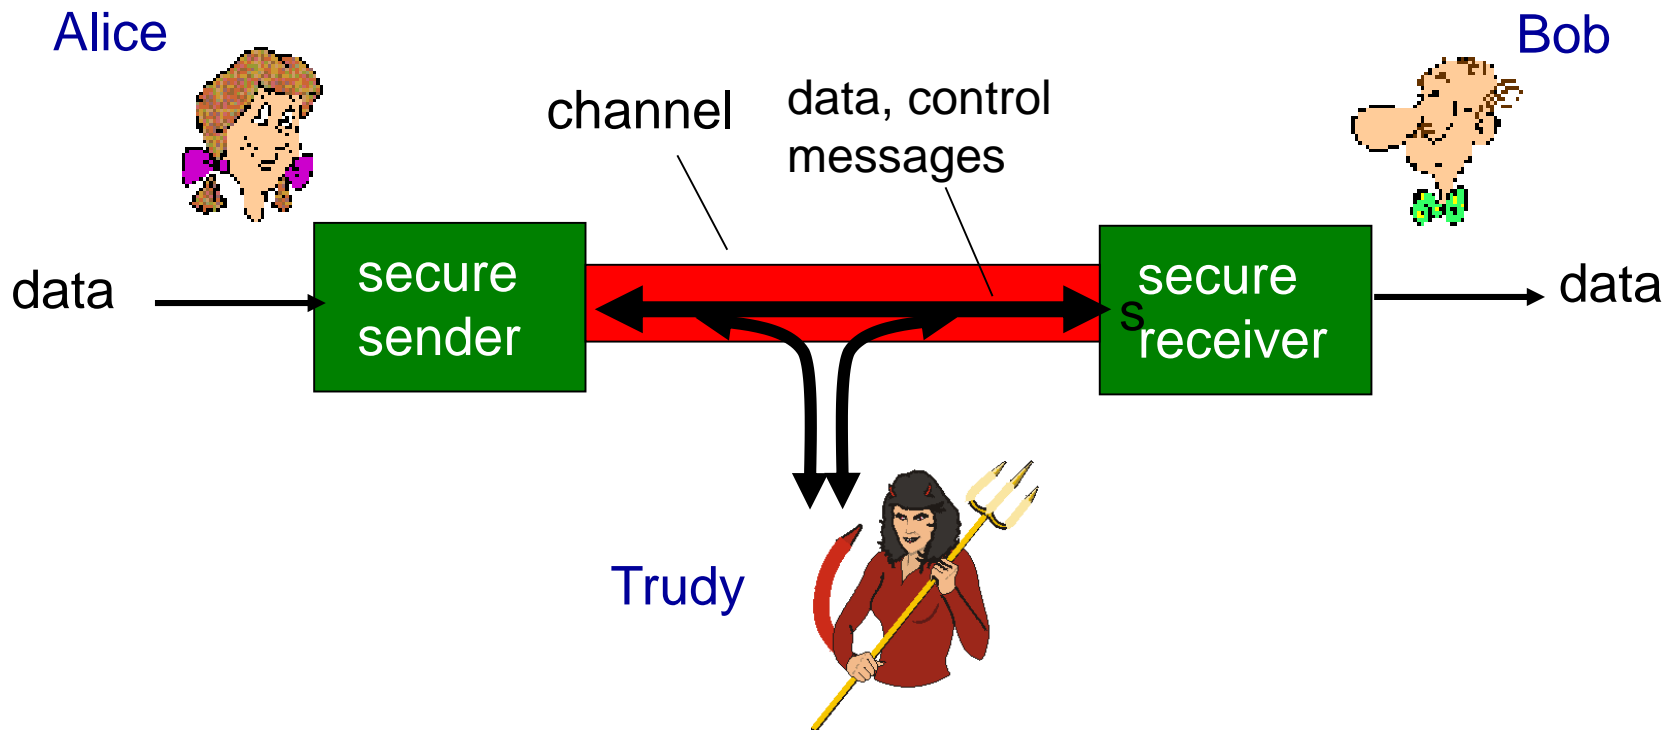 Alice
Bob
channel
data, control
messages
data
secure
sender
s
secure
receiver
data
Trudy